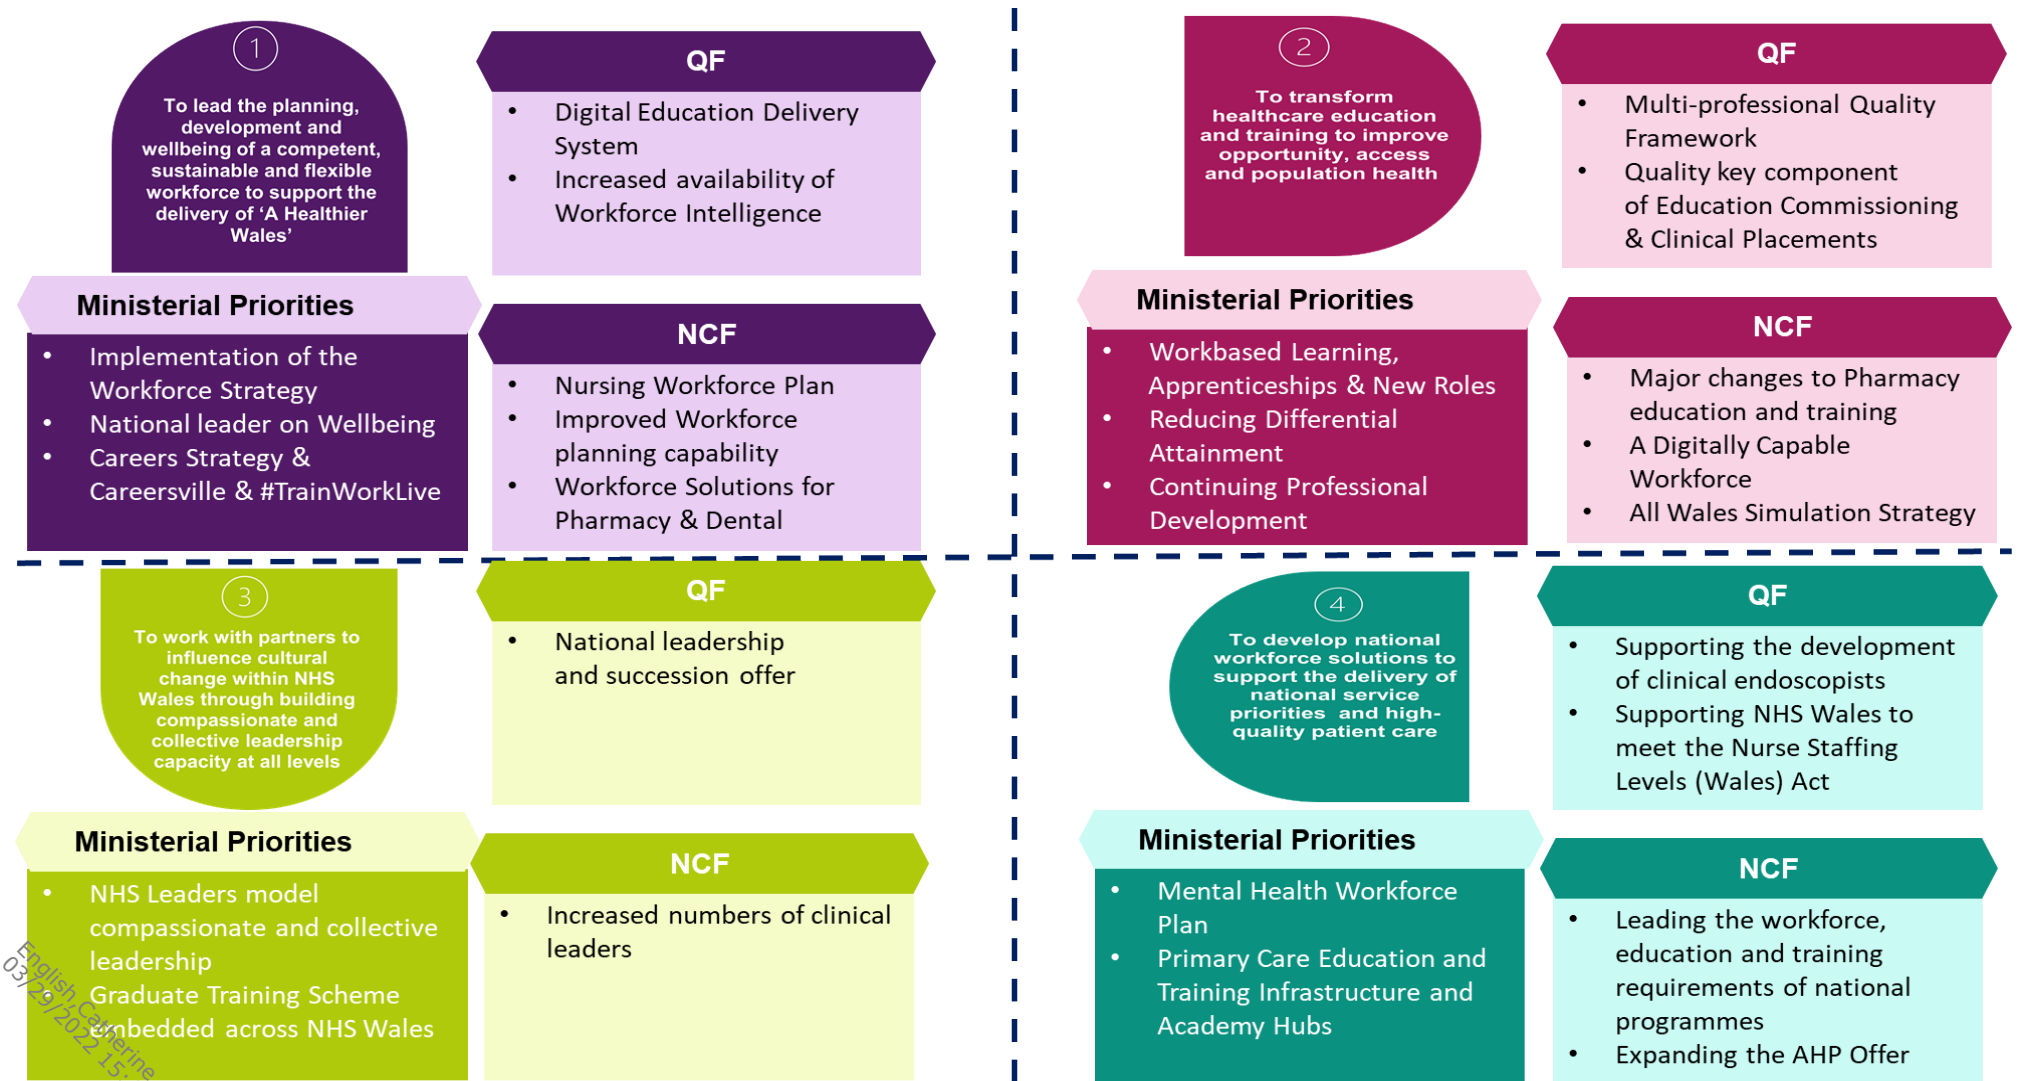 1
To lead the planning,
development and
wellbeing of a competent,
sustainable and flexible
workforce to support the
delivery of ‘A Healthier
Wales’
QF
• Digital Education Delivery
System
• Increased availability of
Workforce Intelligence
Ministerial Priorities
• Implementation of the
Workforce Strategy
• National leader on Wellbeing
• Careers Strategy &
Careersville & #TrainWorkLive
NCF
• Nursing Workforce Plan
• Improved Workforce
planning capability
• Workforce Solutions for
Pharmacy & Dental
2
To transform
healthcare education
and training to improve
opportunity, access
and population health
QF
• Multi-professional Quality
Framework
• Quality key component
of Education Commissioning
& Clinical Placements
Ministerial Priorities
• Workbased Learning,
Apprenticeships & New Roles
• Reducing Differential
Attainment
• Continuing Professional
Development
NCF
• Major changes to Pharmacy
education and training
• A Digitally Capable
Workforce
• All Wales Simulation Strategy
3
To work with partners to
influence cultural
change within NHS
Wales through building
compassionate and
collective leadership
capacity at all levels
QF
• National leadership
and succession offer
Ministerial Priorities
• NHS Leaders model
compassionate and collective
leadership
• Graduate Training Scheme
embedded across NHS Wales
NCF
• Increased numbers of clinical
leaders
4
To develop national
workforce solutions to
support the delivery of
national service
priorities and high-
quality patient care
QF
• Supporting the development
of clinical endoscopists
• Supporting NHS Wales to
meet the Nurse Staffing
Levels (Wales) Act
Ministerial Priorities
• Mental Health Workforce
Plan
• Primary Care Education and
Training Infrastructure and
Academy Hubs
NCF
• Leading the workforce,
education and training
requirements of national
programmes
• Expanding the AHP Offer
English, Catherine
03/29/2022 15: